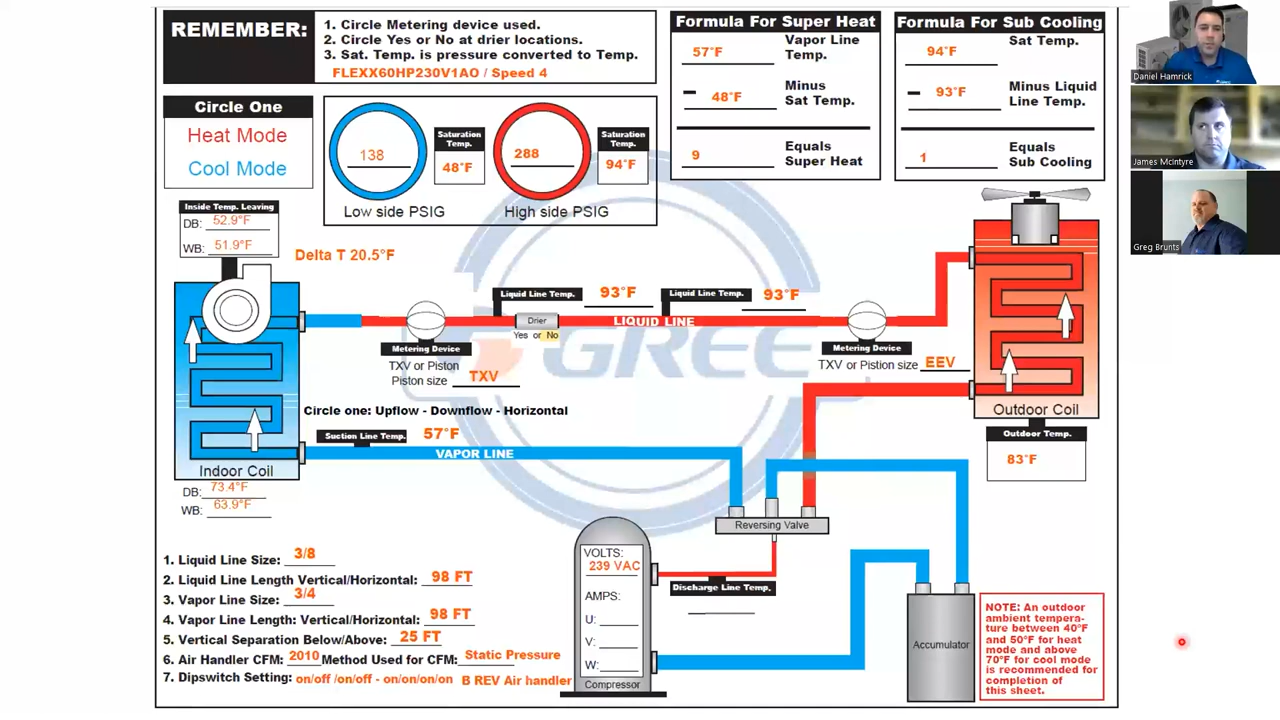 REMEMBER:
1. Circle Metering device used.
2. Circle Yes or No at drier locations.
3. Sat. Temp. is pressure converted to Temp.
FLEXX60HP230V1AO / Speed 4
Formula For Super Heat
57°F
Vapor Line
Temp.
48°F
Minus
Sat Temp.
9
Equals
Super Heat
Formula For Sub Cooling
94°F
Sat Temp.
93°F
Minus Liquid
Line Temp.
1
Equals
Sub Cooling
Daniel Hamrick
James McIntyre
Greg Brunts
Circle One
Heat Mode
Cool Mode
138
Low side PSIG
Saturation
Temp.
48°F
288
High side PSIG
Saturation
Temp.
94°F
Inside Temp. Leaving
DB: 52.9°F
WB: 51.9°F
Delta T 20.5°F
Liquid Line Temp.
93°F
Liquid Line Temp.
93°F
Drier
Yes or No
LIQUID LINE
GREE
Metering Device
TXV or Piston
Piston size TXV
Metering Device
TXV or Pistion size EEV
Circle one: Upflow - Downflow - Horizontal
Suction Line Temp.
57°F
VAPOR LINE
Indoor Coil
DB: 73.4°F
WB: 63.9°F
Outdoor Coil
Outdoor Temp.
83°F
Reversing Valve
VOLTS:
239 VAC
AMPS:
U:
V:
W:
Compressor
Discharge Line Temp.
Accumulator
1. Liquid Line Size: 3/8
2. Liquid Line Length Vertical/Horizontal: 98 FT
3. Vapor Line Size: 3/4
4. Vapor Line Length: Vertical/Horizontal: 98 FT
5. Vertical Separation Below/Above: 25 FT
6. Air Handler CFM: 2010 Method Used for CFM: Static Pressure
7. Dipswitch Setting: on/off /on/off - on/on/on/on B REV Air handler
NOTE: An outdoor
ambient tempera-
ture between 40°F
and 50°F for heat
mode and above
70°F for cool mode
is recommended for
completion of
this sheet.